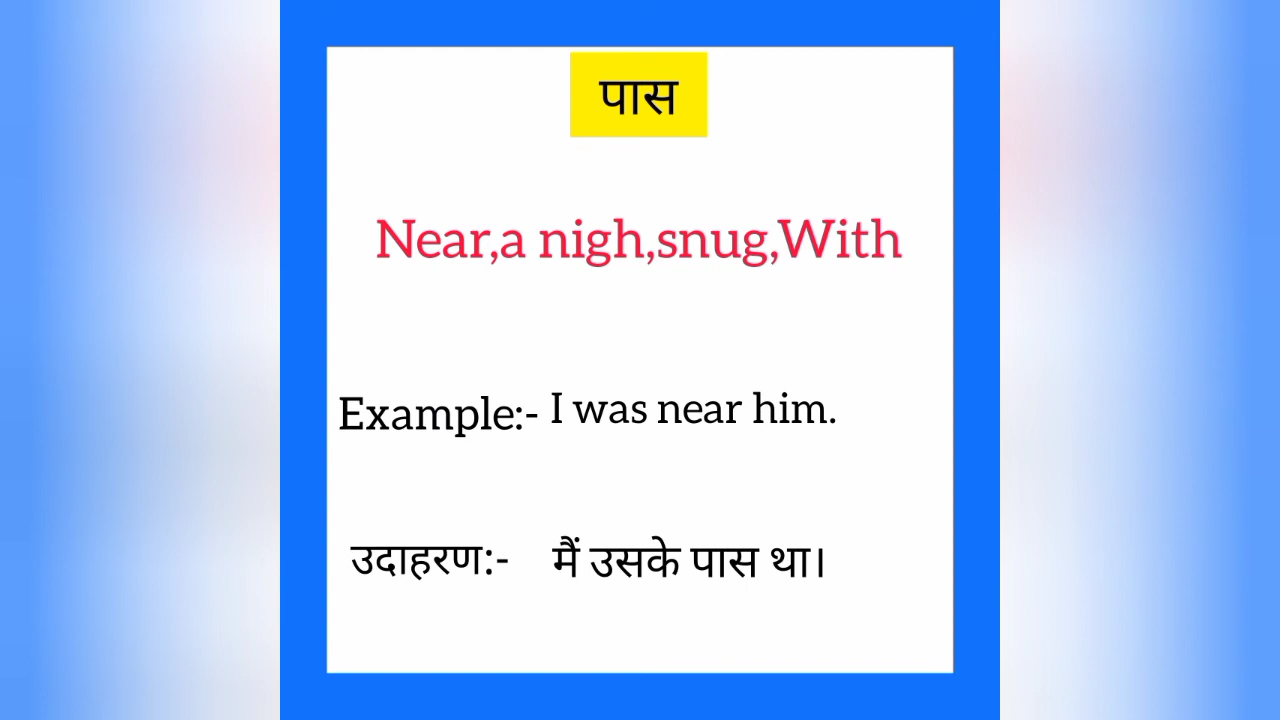 पास
Near,a nigh,snug,With
Example:- I was near him.
उदाहरण:- मैं उसके पास था।